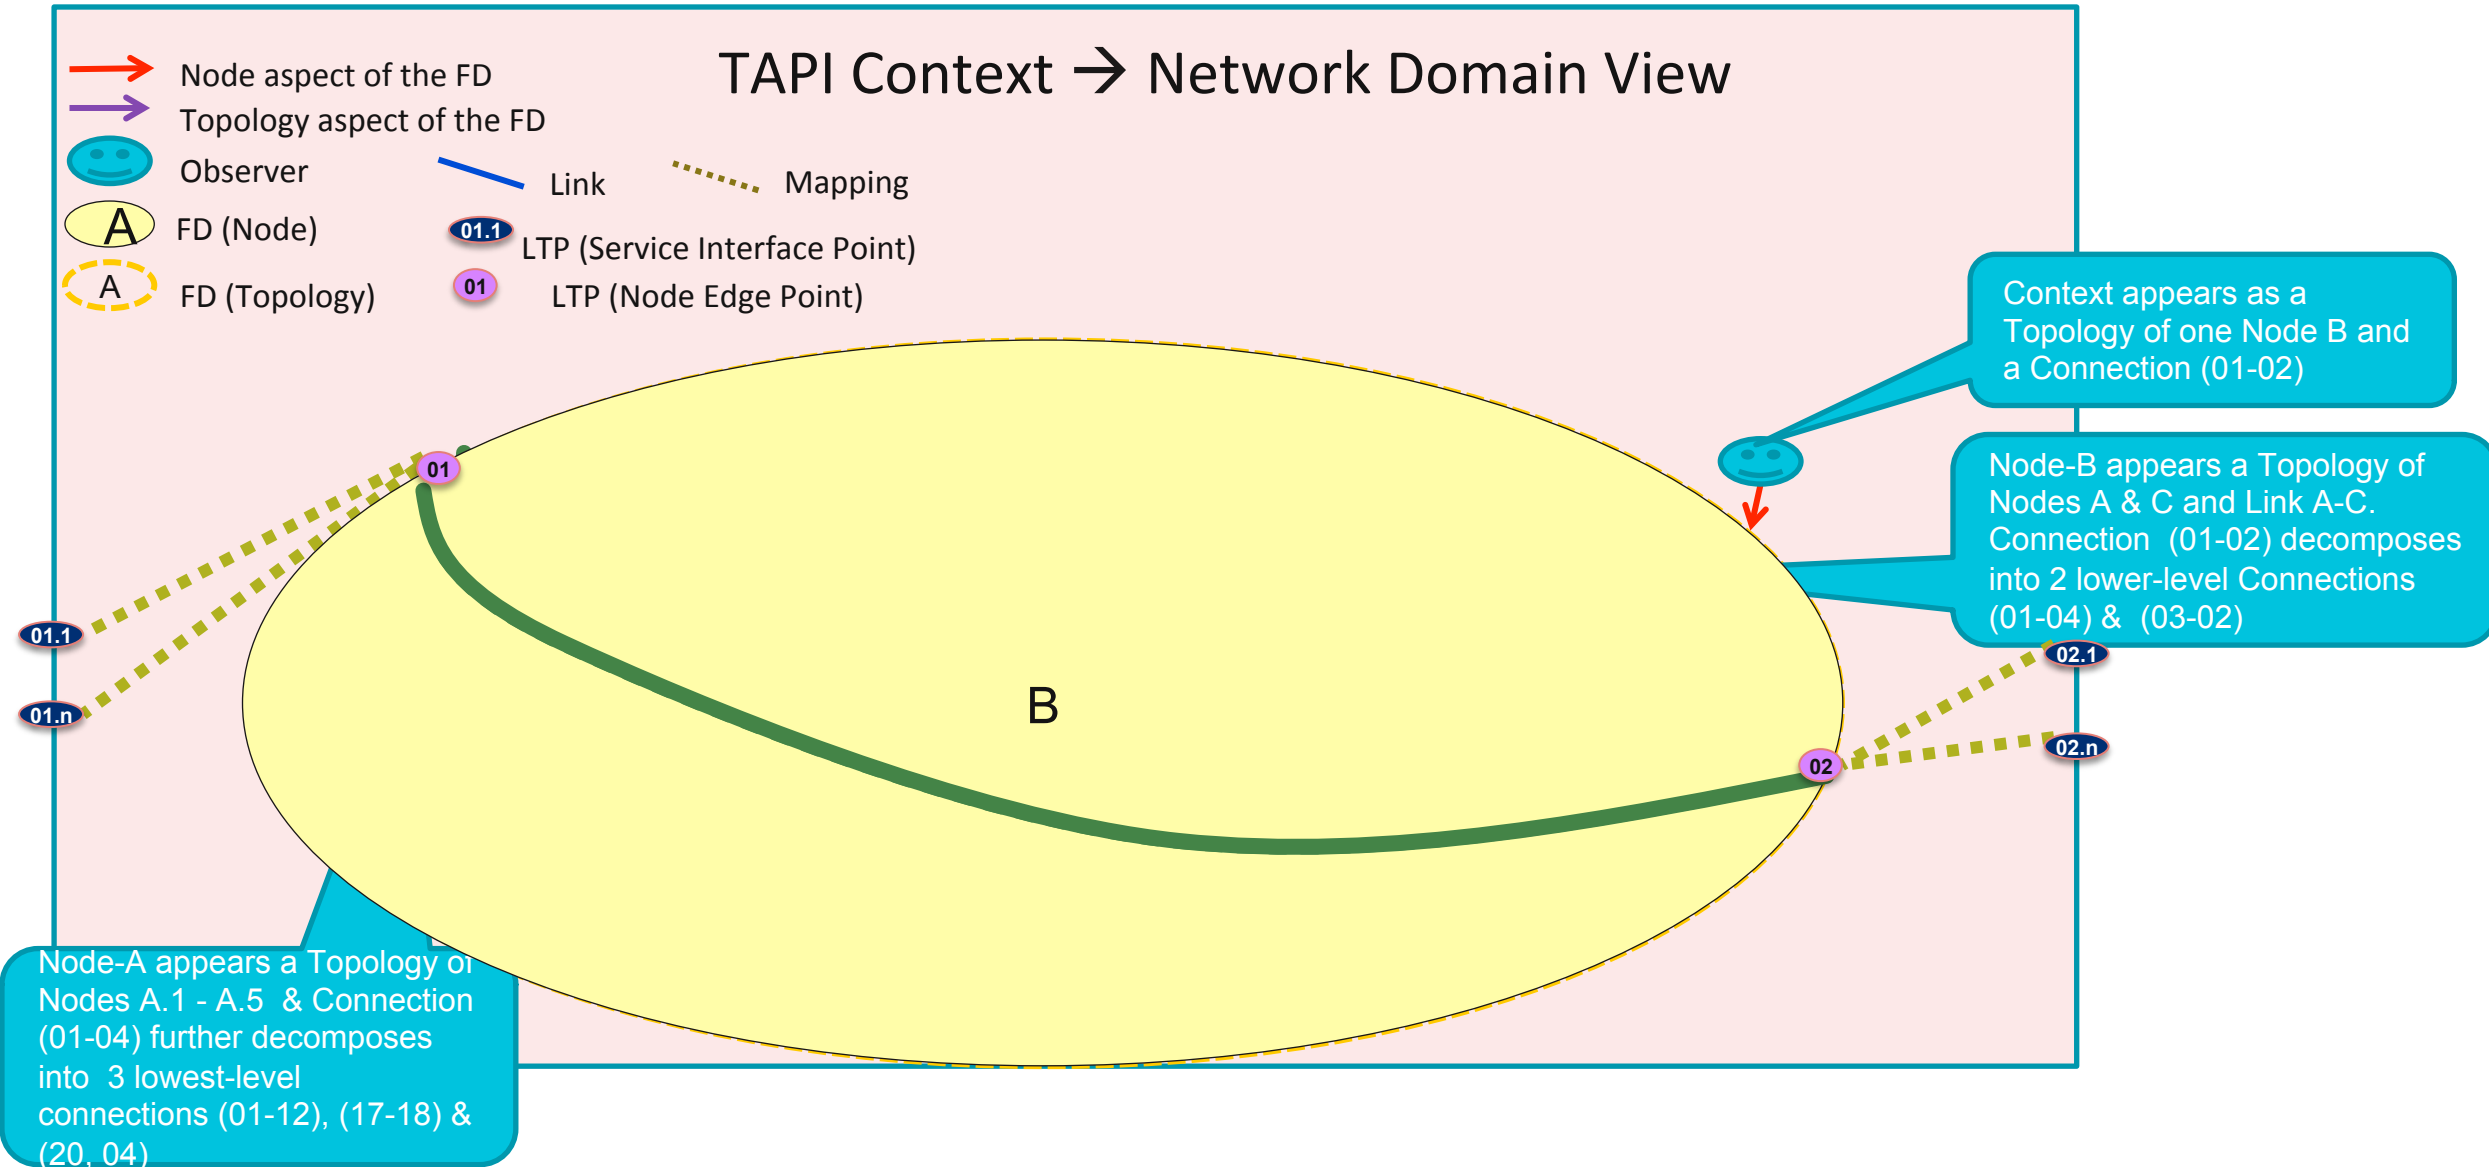 TAPI Context → Network Domain View
Node aspect of the FD
Topology aspect of the FD
Observer
Link
Mapping
A
FD (Node)
01.1
LTP (Service Interface Point)
A
FD (Topology)
01
LTP (Node Edge Point)
Context appears as a
Topology of one Node B and
a Connection (01-02)
Node-B appears a Topology of
Nodes A & C and Link A-C.
Connection (01-02) decomposes
into 2 lower-level Connections
(01-04) & (03-02)
01
01.1
01.n
B
02
02.1
02.n
Node-A appears a Topology of
Nodes A.1 - A.5 & Connection
(01-04) further decomposes
into 3 lowest-level
connections (01-12), (17-18) &
(20, 04)